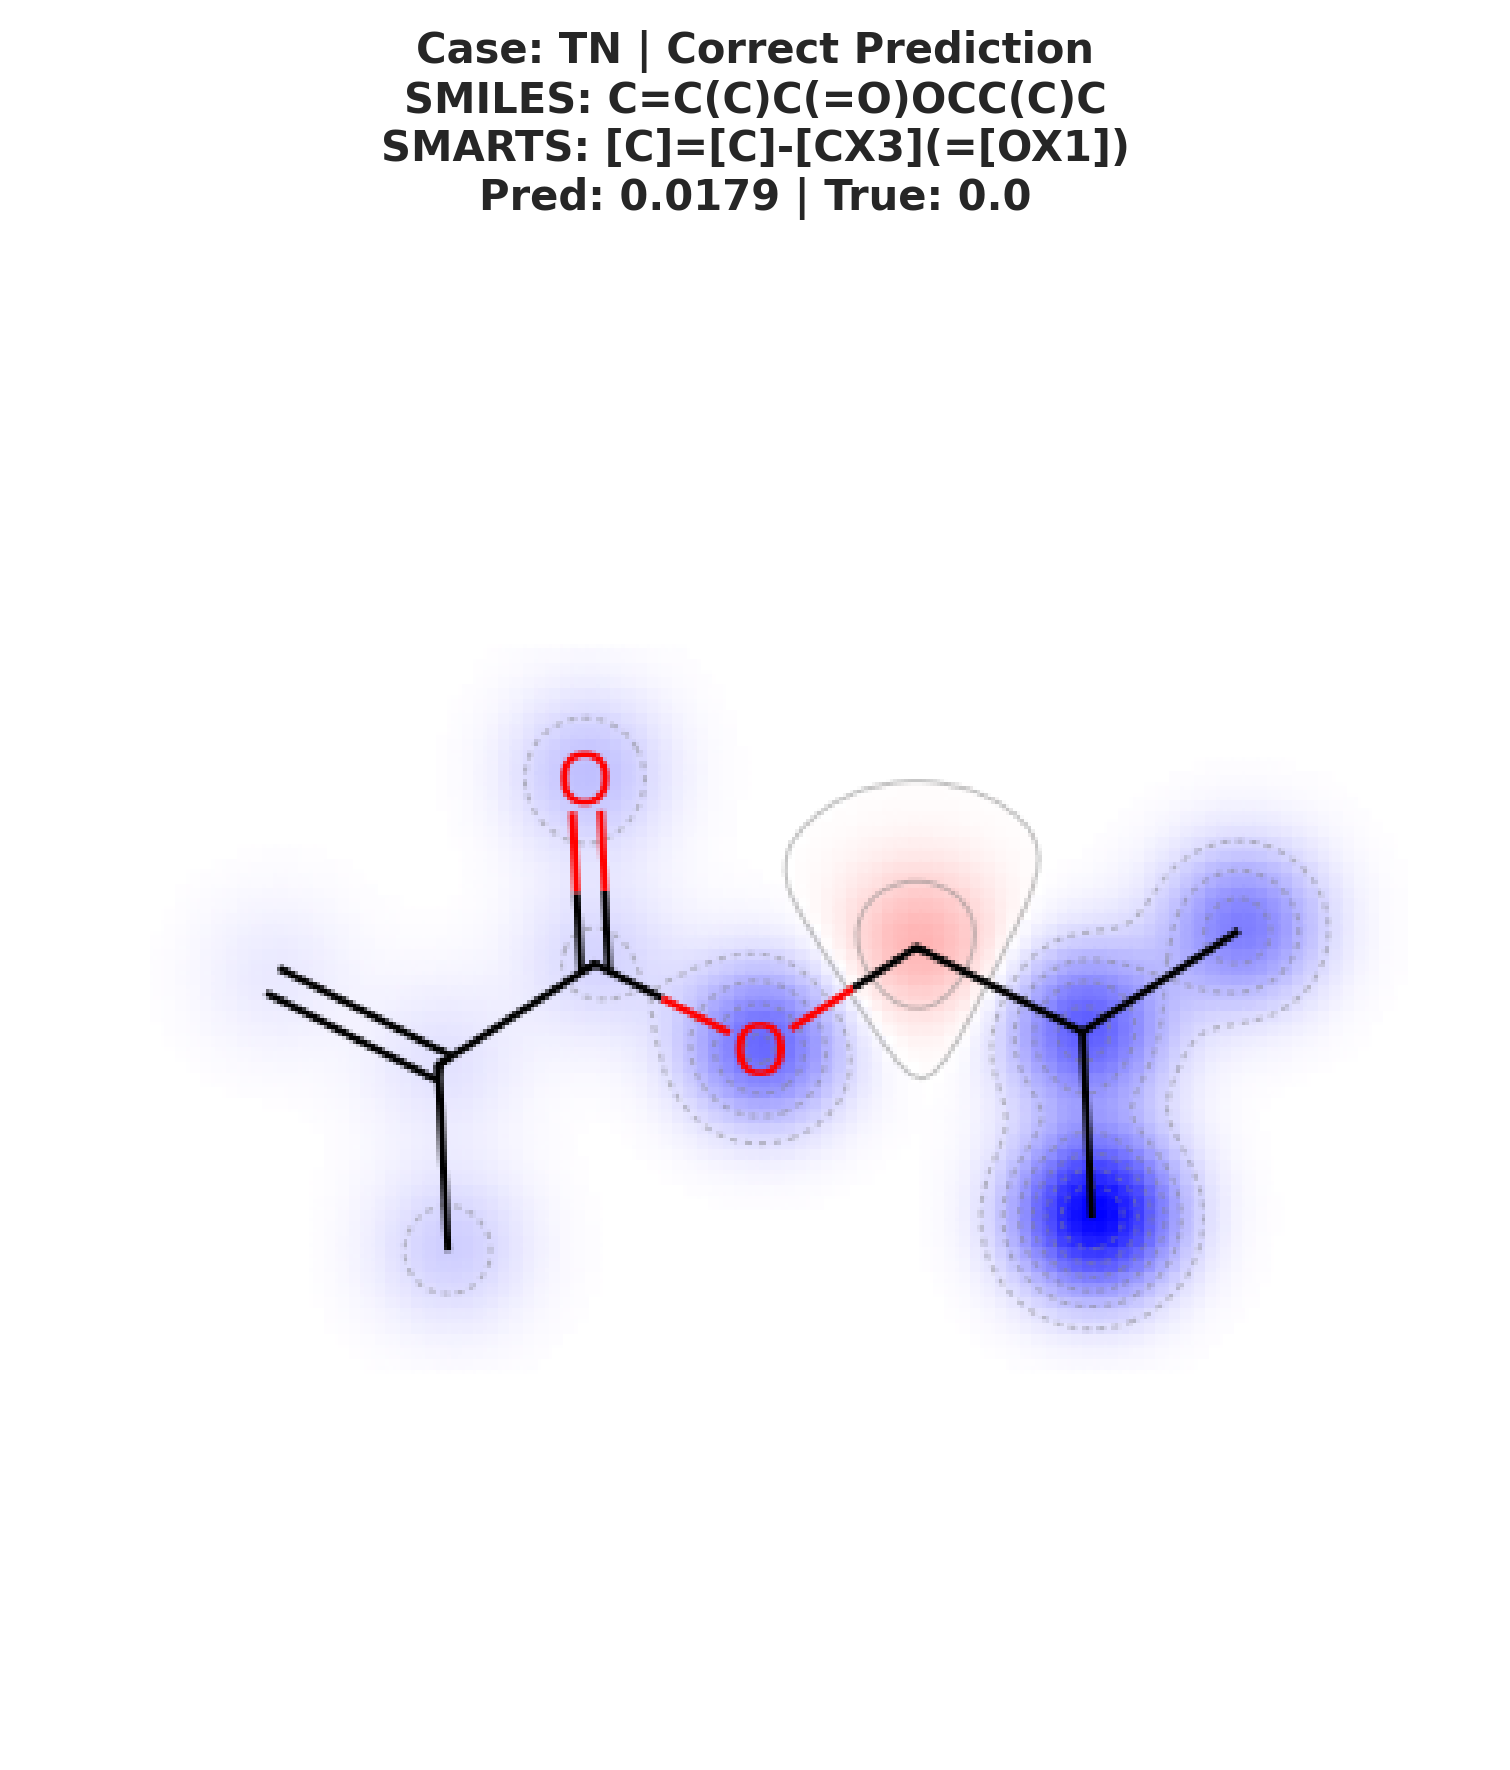 Case: TN | Correct Prediction
SMILES: C=C(C)C(=O)OCC(C)C
SMARTS: [C]=[C]-[CX3](=[OX1])
Pred: 0.0179 | True: 0.0
O
O